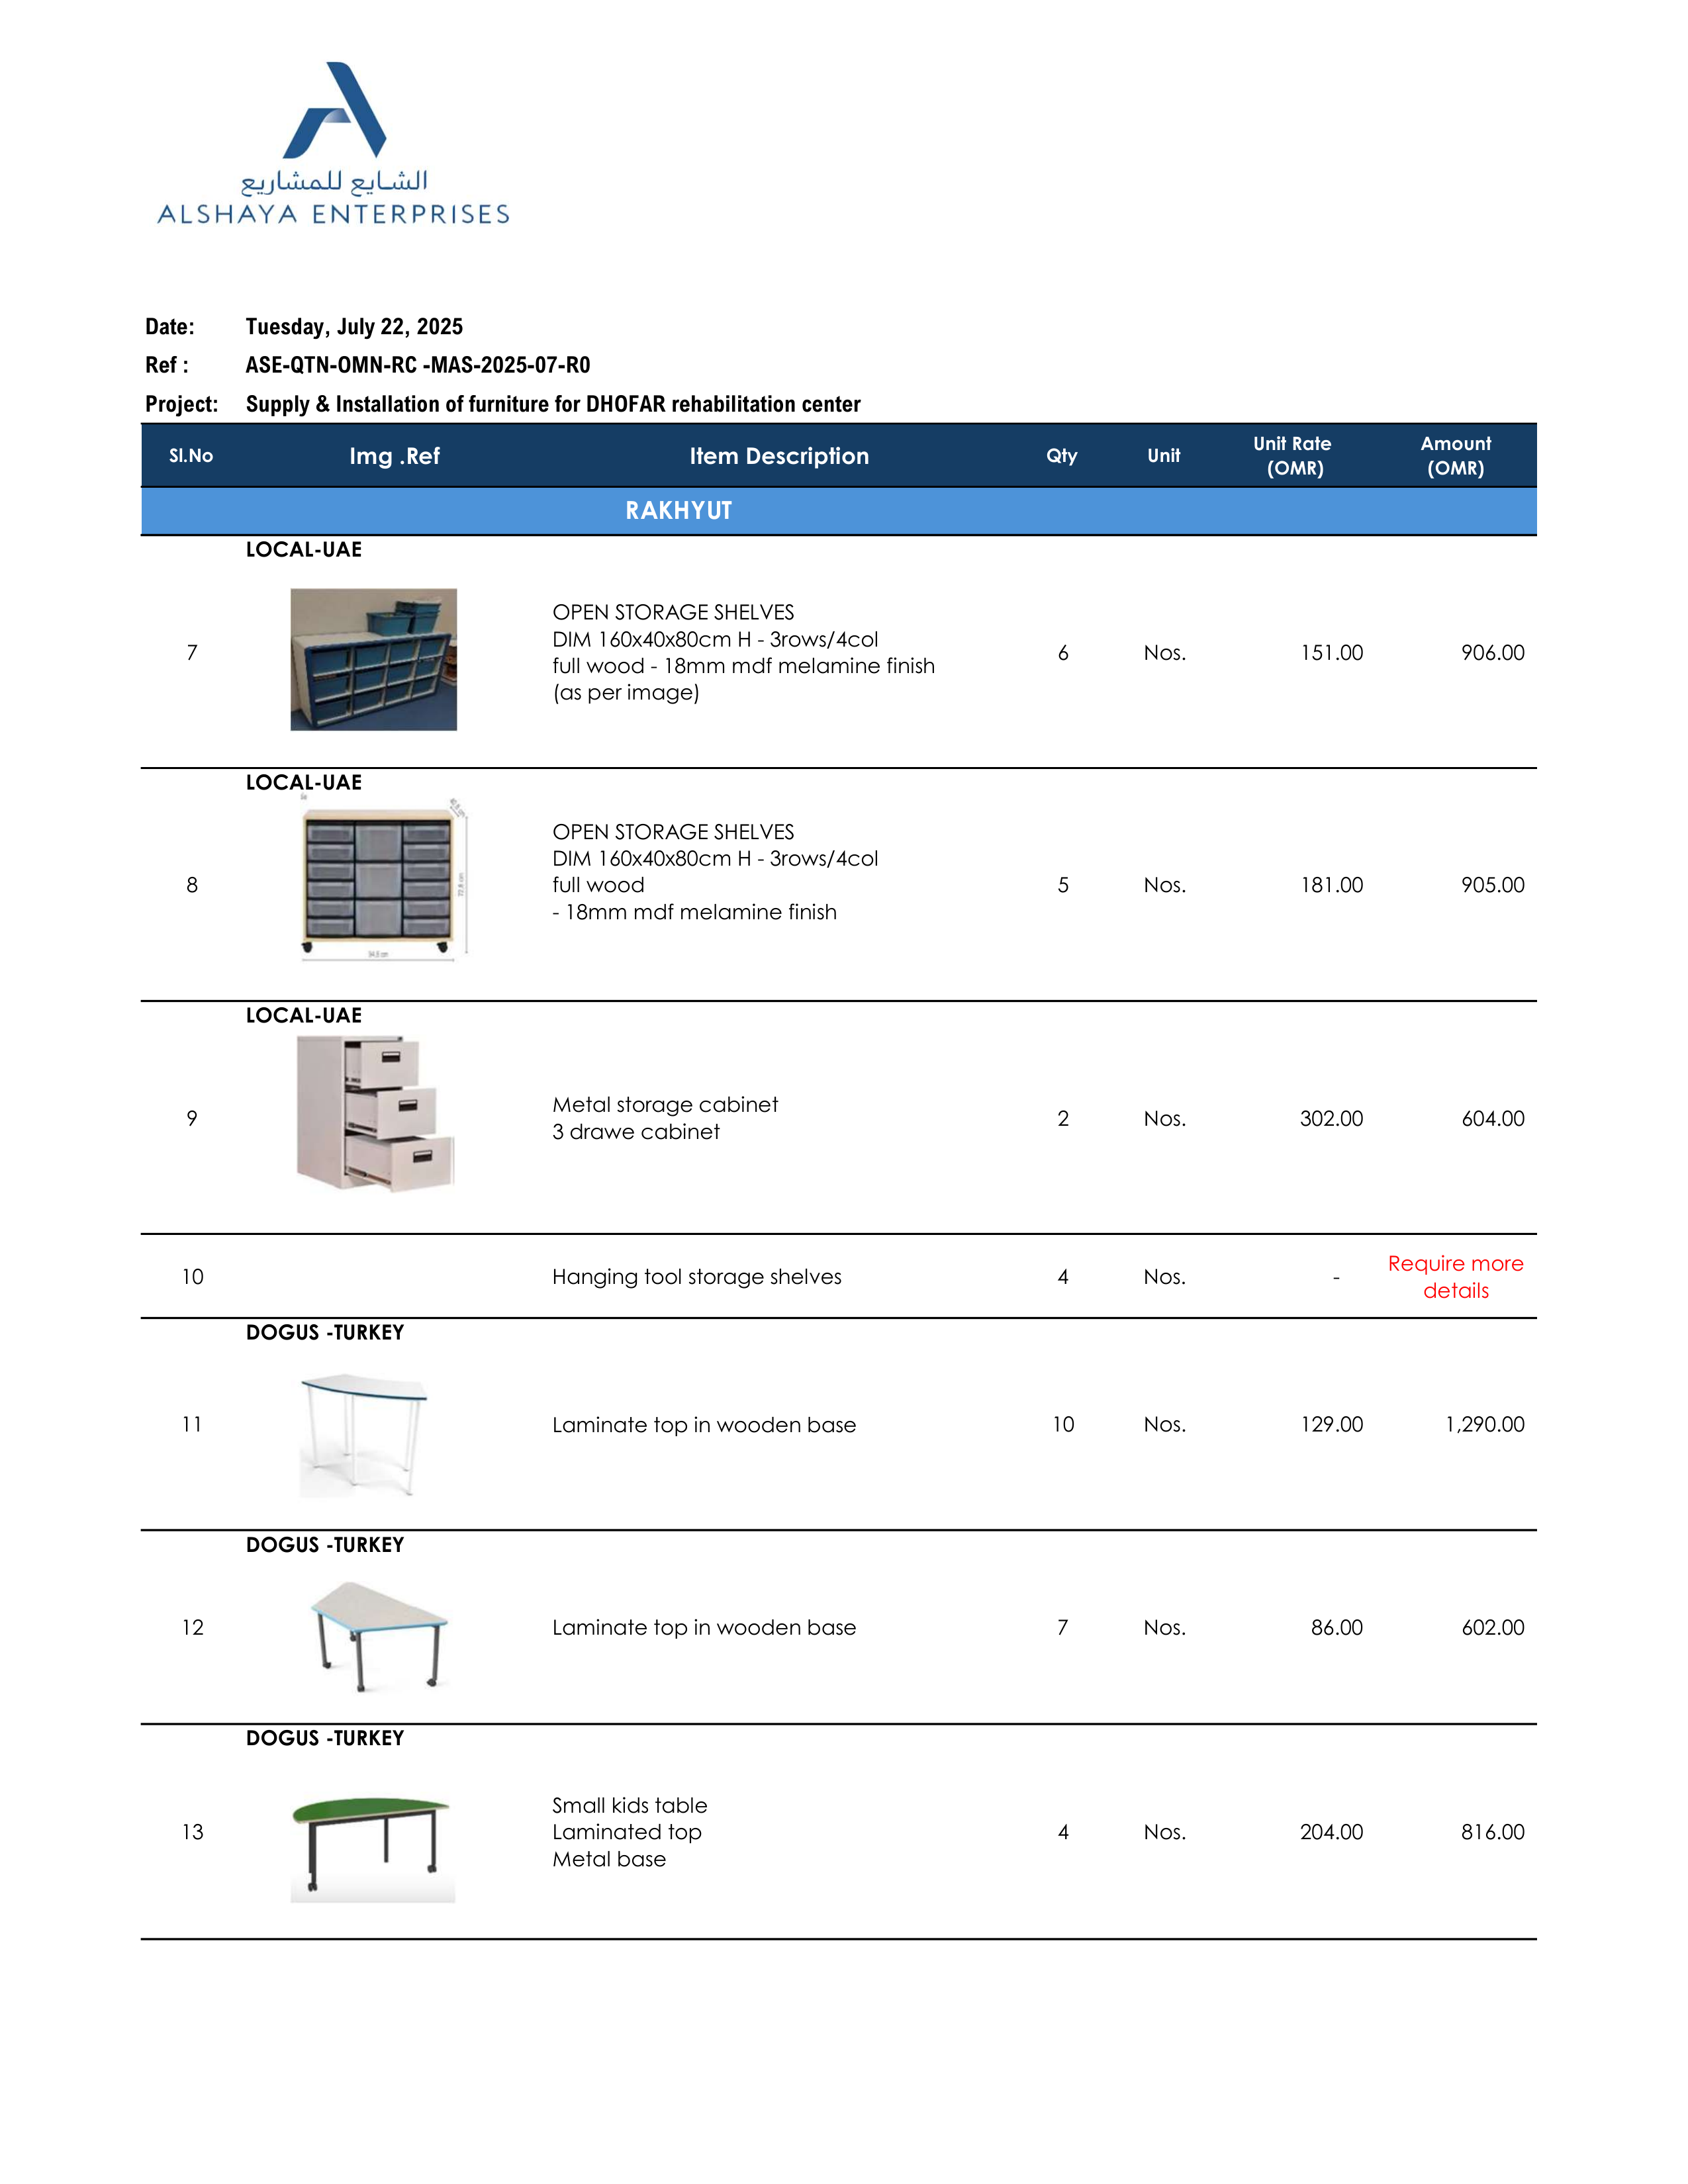 الشايع للمشاريع
ALSHAYA ENTERPRISES
Date: Tuesday, July 22, 2025
Ref : ASE-QTN-OMN-RC -MAS-2025-07-R0
Project: Supply & Installation of furniture for DHOFAR rehabilitation center
Sl.No Img .Ref Item Description Qty Unit Unit Rate (OMR) Amount (OMR)
RAKHYUT
LOCAL-UAE
7 OPEN STORAGE SHELVES
DIM 160x40x80cm H - 3rows/4col
full wood - 18mm mdf melamine finish
(as per image)
6 Nos. 151.00 906.00
LOCAL-UAE
8 OPEN STORAGE SHELVES
DIM 160x40x80cm H - 3rows/4col
full wood
- 18mm mdf melamine finish
5 Nos. 181.00 905.00
LOCAL-UAE
9 Metal storage cabinet
3 drawe cabinet
2 Nos. 302.00 604.00
10 Hanging tool storage shelves 4 Nos. - Require more details
DOGUS -TURKEY
11 Laminate top in wooden base 10 Nos. 129.00 1,290.00
DOGUS -TURKEY
12 Laminate top in wooden base 7 Nos. 86.00 602.00
DOGUS -TURKEY
13 Small kids table
Laminated top
Metal base
4 Nos. 204.00 816.00